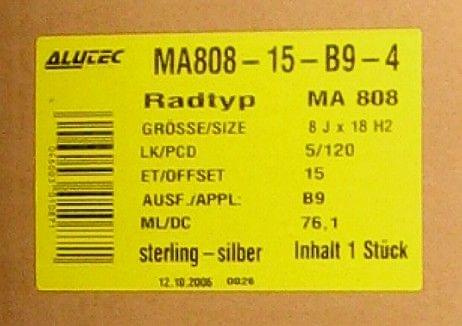 ALUTEC MA808-15-B9-4
Radtyp MA 808
GRÖSSE/SIZE 8 J x 18 H2
LK/PCD 5/120
ET/OFFSET 15
AUSF./APPL: B9
ML/DC 76,1
sterling-silber Inhalt 1 Stück
12.10.2006 0026